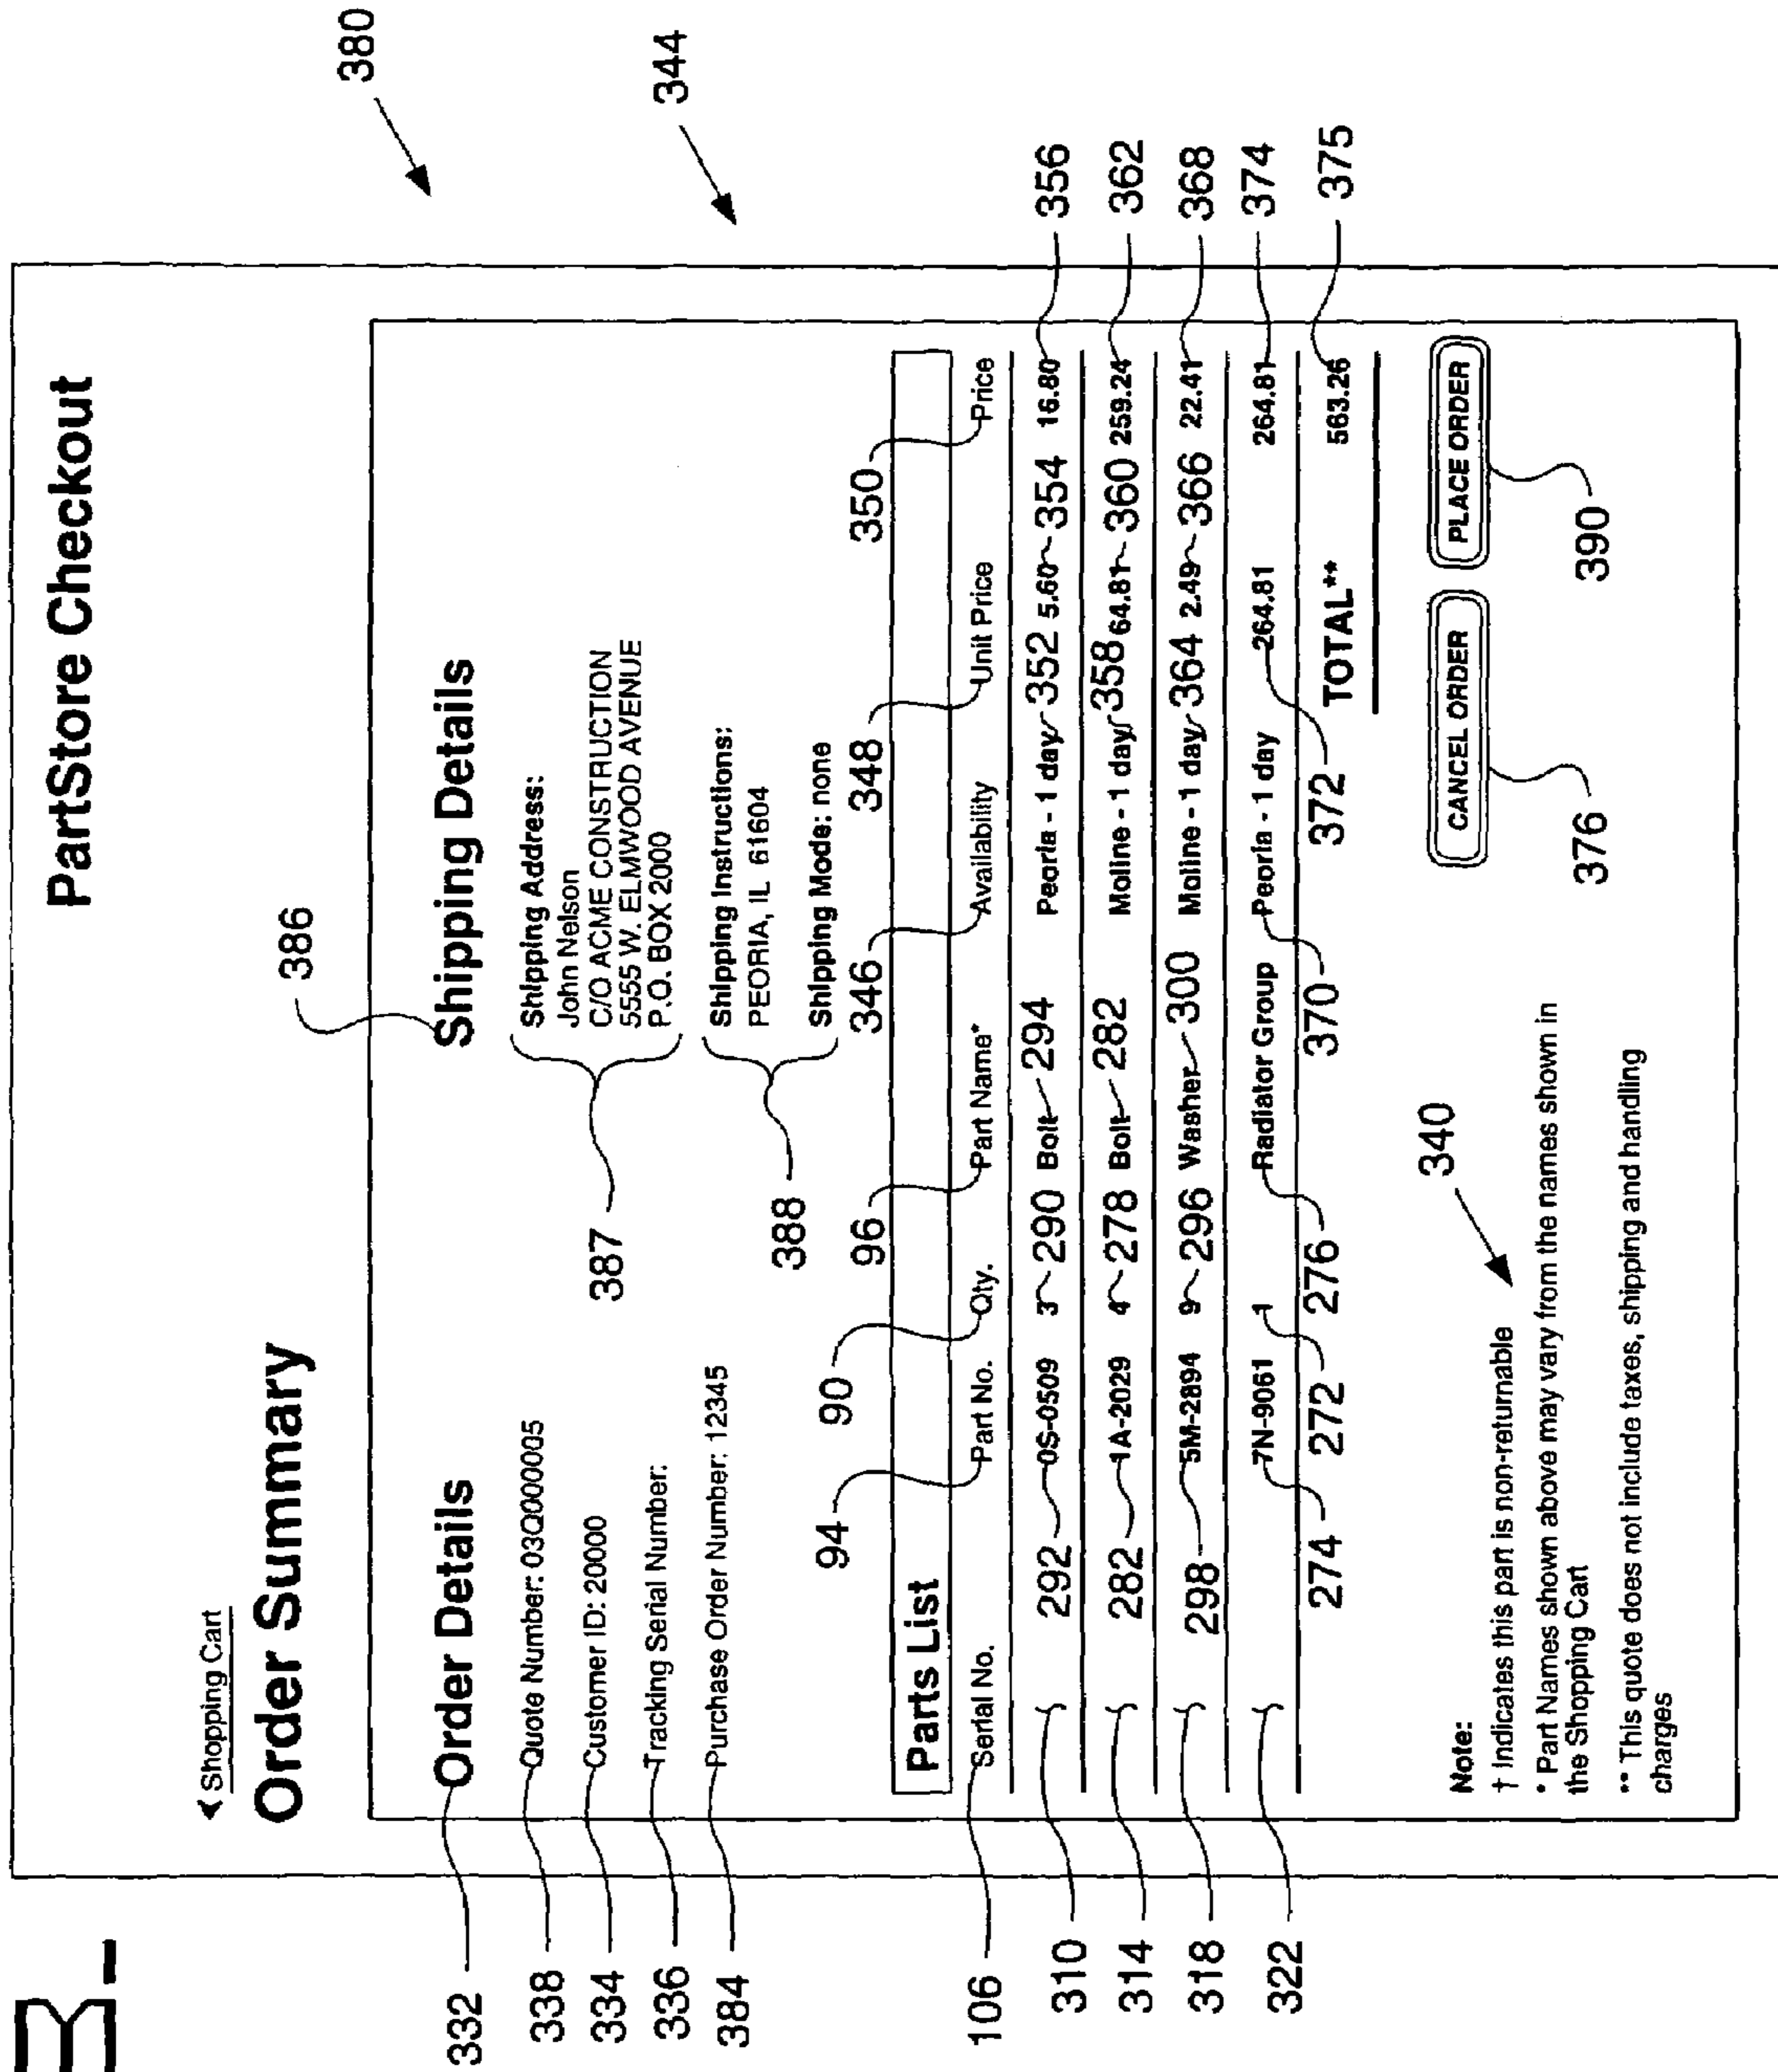 PartStore Checkout
380
344
< Shopping Cart
Order Summary
386
332 Order Details
338 Quote Number: 03Q000005
334 Customer ID: 20000
336 Tracking Serial Number:
384 Purchase Order Number: 12345
Shipping Details
387
Shipping Address:
John Nelson
C/O ACME CONSTRUCTION
5555 W. ELMWOOD AVENUE
P.O. BOX 2000
388
Shipping Instructions:
PEORIA, IL 61604
Shipping Mode: none
94 90 96 346 348 350
Parts List
106 Serial No. Part No. Qty. Part Name* Availability Unit Price Price
310 292 0S-0509 3 290 Bolt 294 Peoria - 1 day 352 5.60 354 16.80 356
314 282 1A-2029 4 278 Bolt 282 Moline - 1 day 358 64.81 360 259.24 362
318 298 5M-2894 9 296 Washer 300 Moline - 1 day 364 2.49 366 22.41 368
322 7N-9061 1 Radiator Group Peoria - 1 day 264.81 264.81 374
274 272 276 370 372
TOTAL** 563.26 375
340
Note:
† Indicates this part is non-returnable
* Part Names shown above may vary from the names shown in
the Shopping Cart
** This quote does not include taxes, shipping and handling
charges
CANCEL ORDER PLACE ORDER
376 390